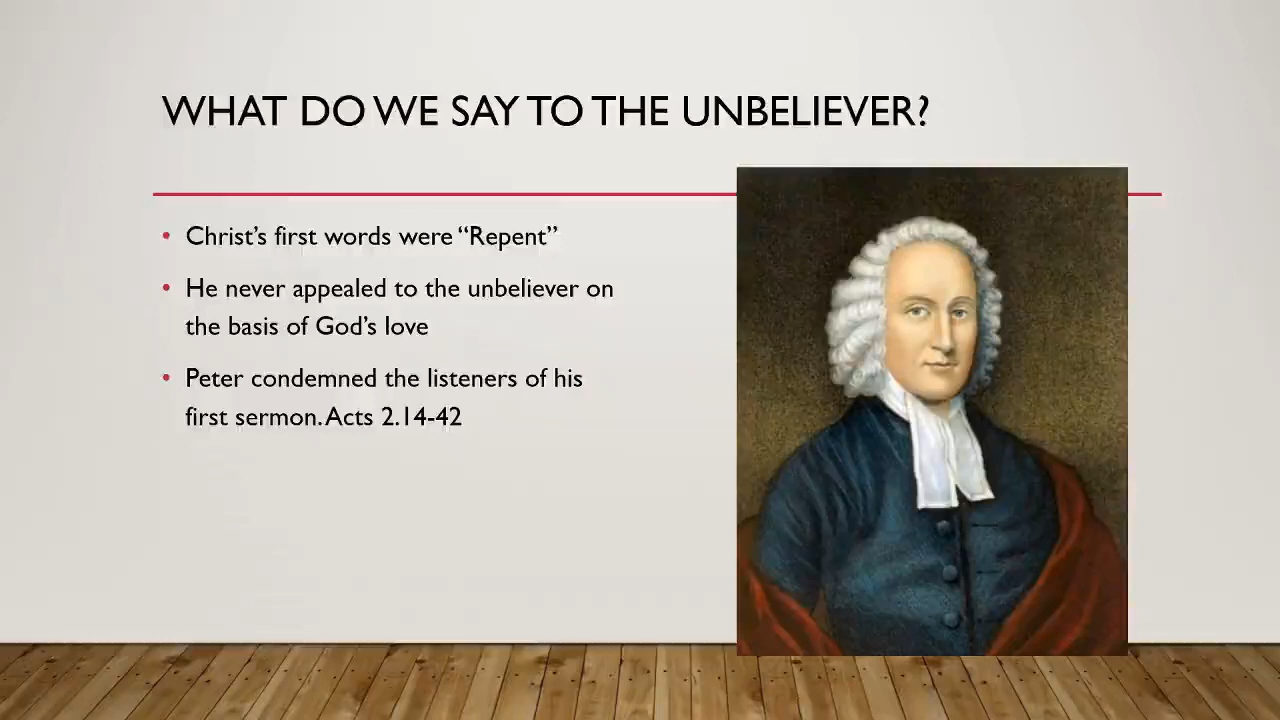 WHAT DO WE SAY TO THE UNBELIEVER?
• Christ's first words were “Repent”
• He never appealed to the unbeliever on
the basis of God's love
• Peter condemned the listeners of his
first sermon. Acts 2.14-42